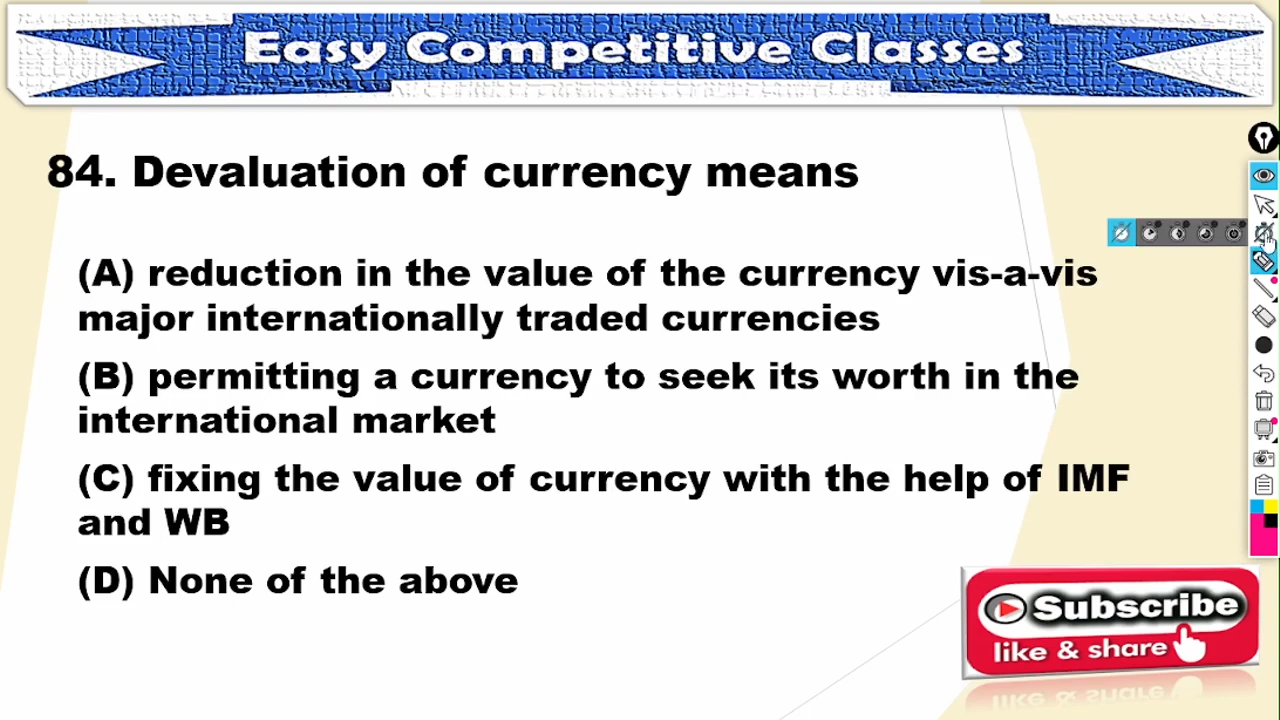 Easy Competitive Classes
84. Devaluation of currency means
(A) reduction in the value of the currency vis-a-vis
major internationally traded currencies
(B) permitting a currency to seek its worth in the
international market
(C) fixing the value of currency with the help of IMF
and WB
(D) None of the above
Subscribe
like & share